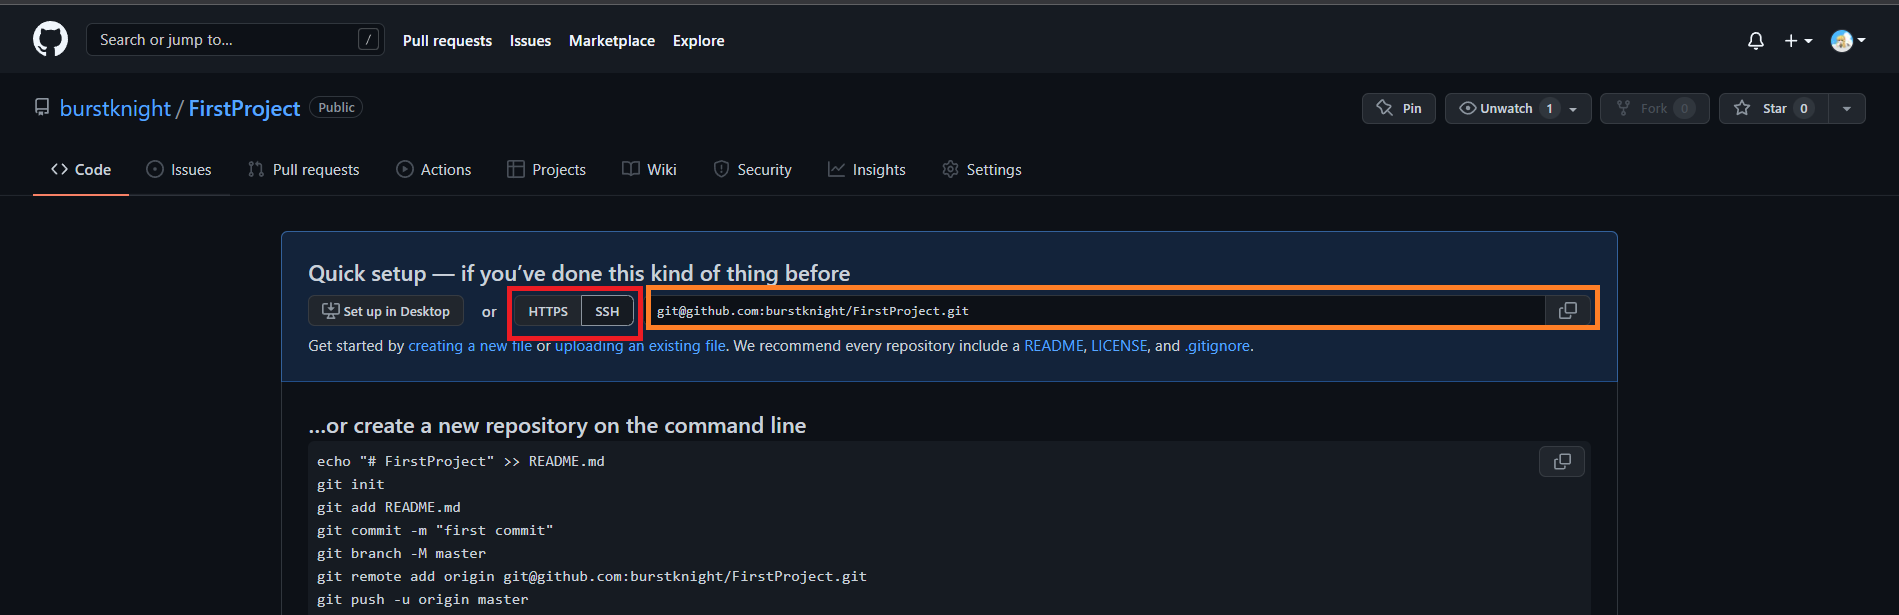 Search or jump to... / Pull requests Issues Marketplace Explore
burstknight / FirstProject Public Pin Unwatch 1 Fork 0 Star 0
Code Issues Pull requests Actions Projects Wiki Security Insights Settings
Quick setup — if you’ve done this kind of thing before
Set up in Desktop or HTTPS SSH git@github.com:burstknight/FirstProject.git
Get started by creating a new file or uploading an existing file. We recommend every repository include a README, LICENSE, and .gitignore.
…or create a new repository on the command line
echo "# FirstProject" >> README.md
git init
git add README.md
git commit -m "first commit"
git branch -M master
git remote add origin git@github.com:burstknight/FirstProject.git
git push -u origin master